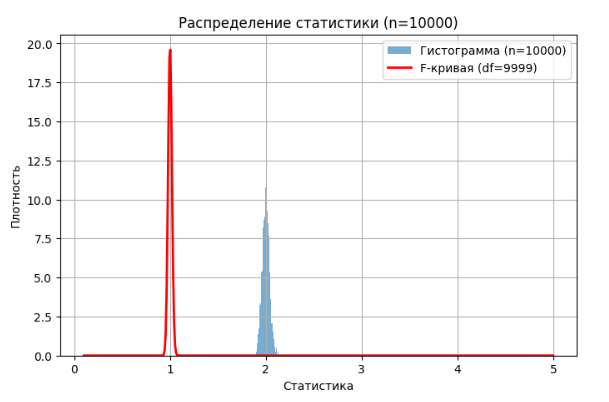 Распределение статистики (n=10000)
Гистограмма (n=10000)
F-кривая (df=9999)
20.0
17.5
15.0
12.5
10.0
7.5
5.0
2.5
0.0
Плотность
0 1 2 3 4 5
Статистика